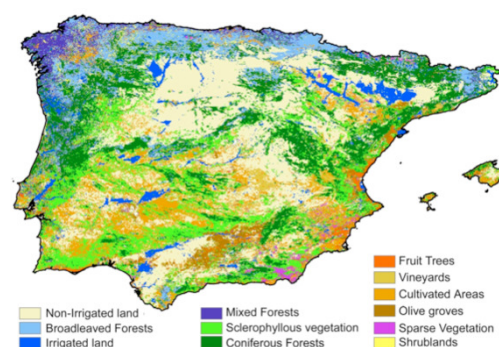 Non-Irrigated land
Broadleaved Forests
Irrigated land
Mixed Forests
Sclerophyllous vegetation
Coniferous Forests
Fruit Trees
Vineyards
Cultivated Areas
Olive groves
Sparse Vegetation
Shrublands